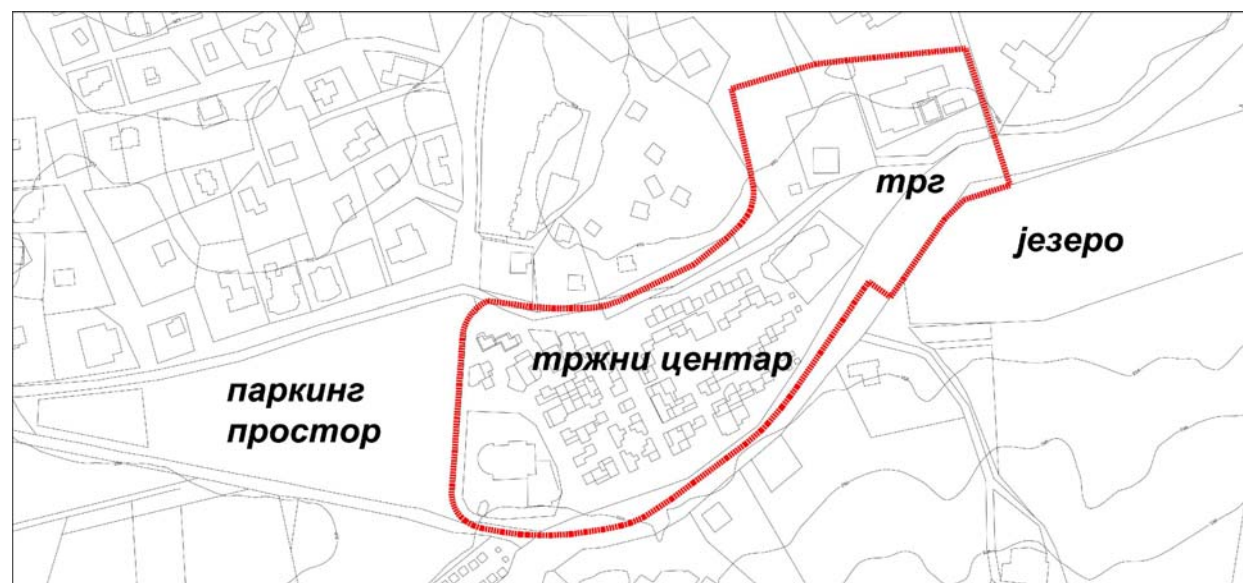 трг
језеро
тржни центар
паркинг
простор